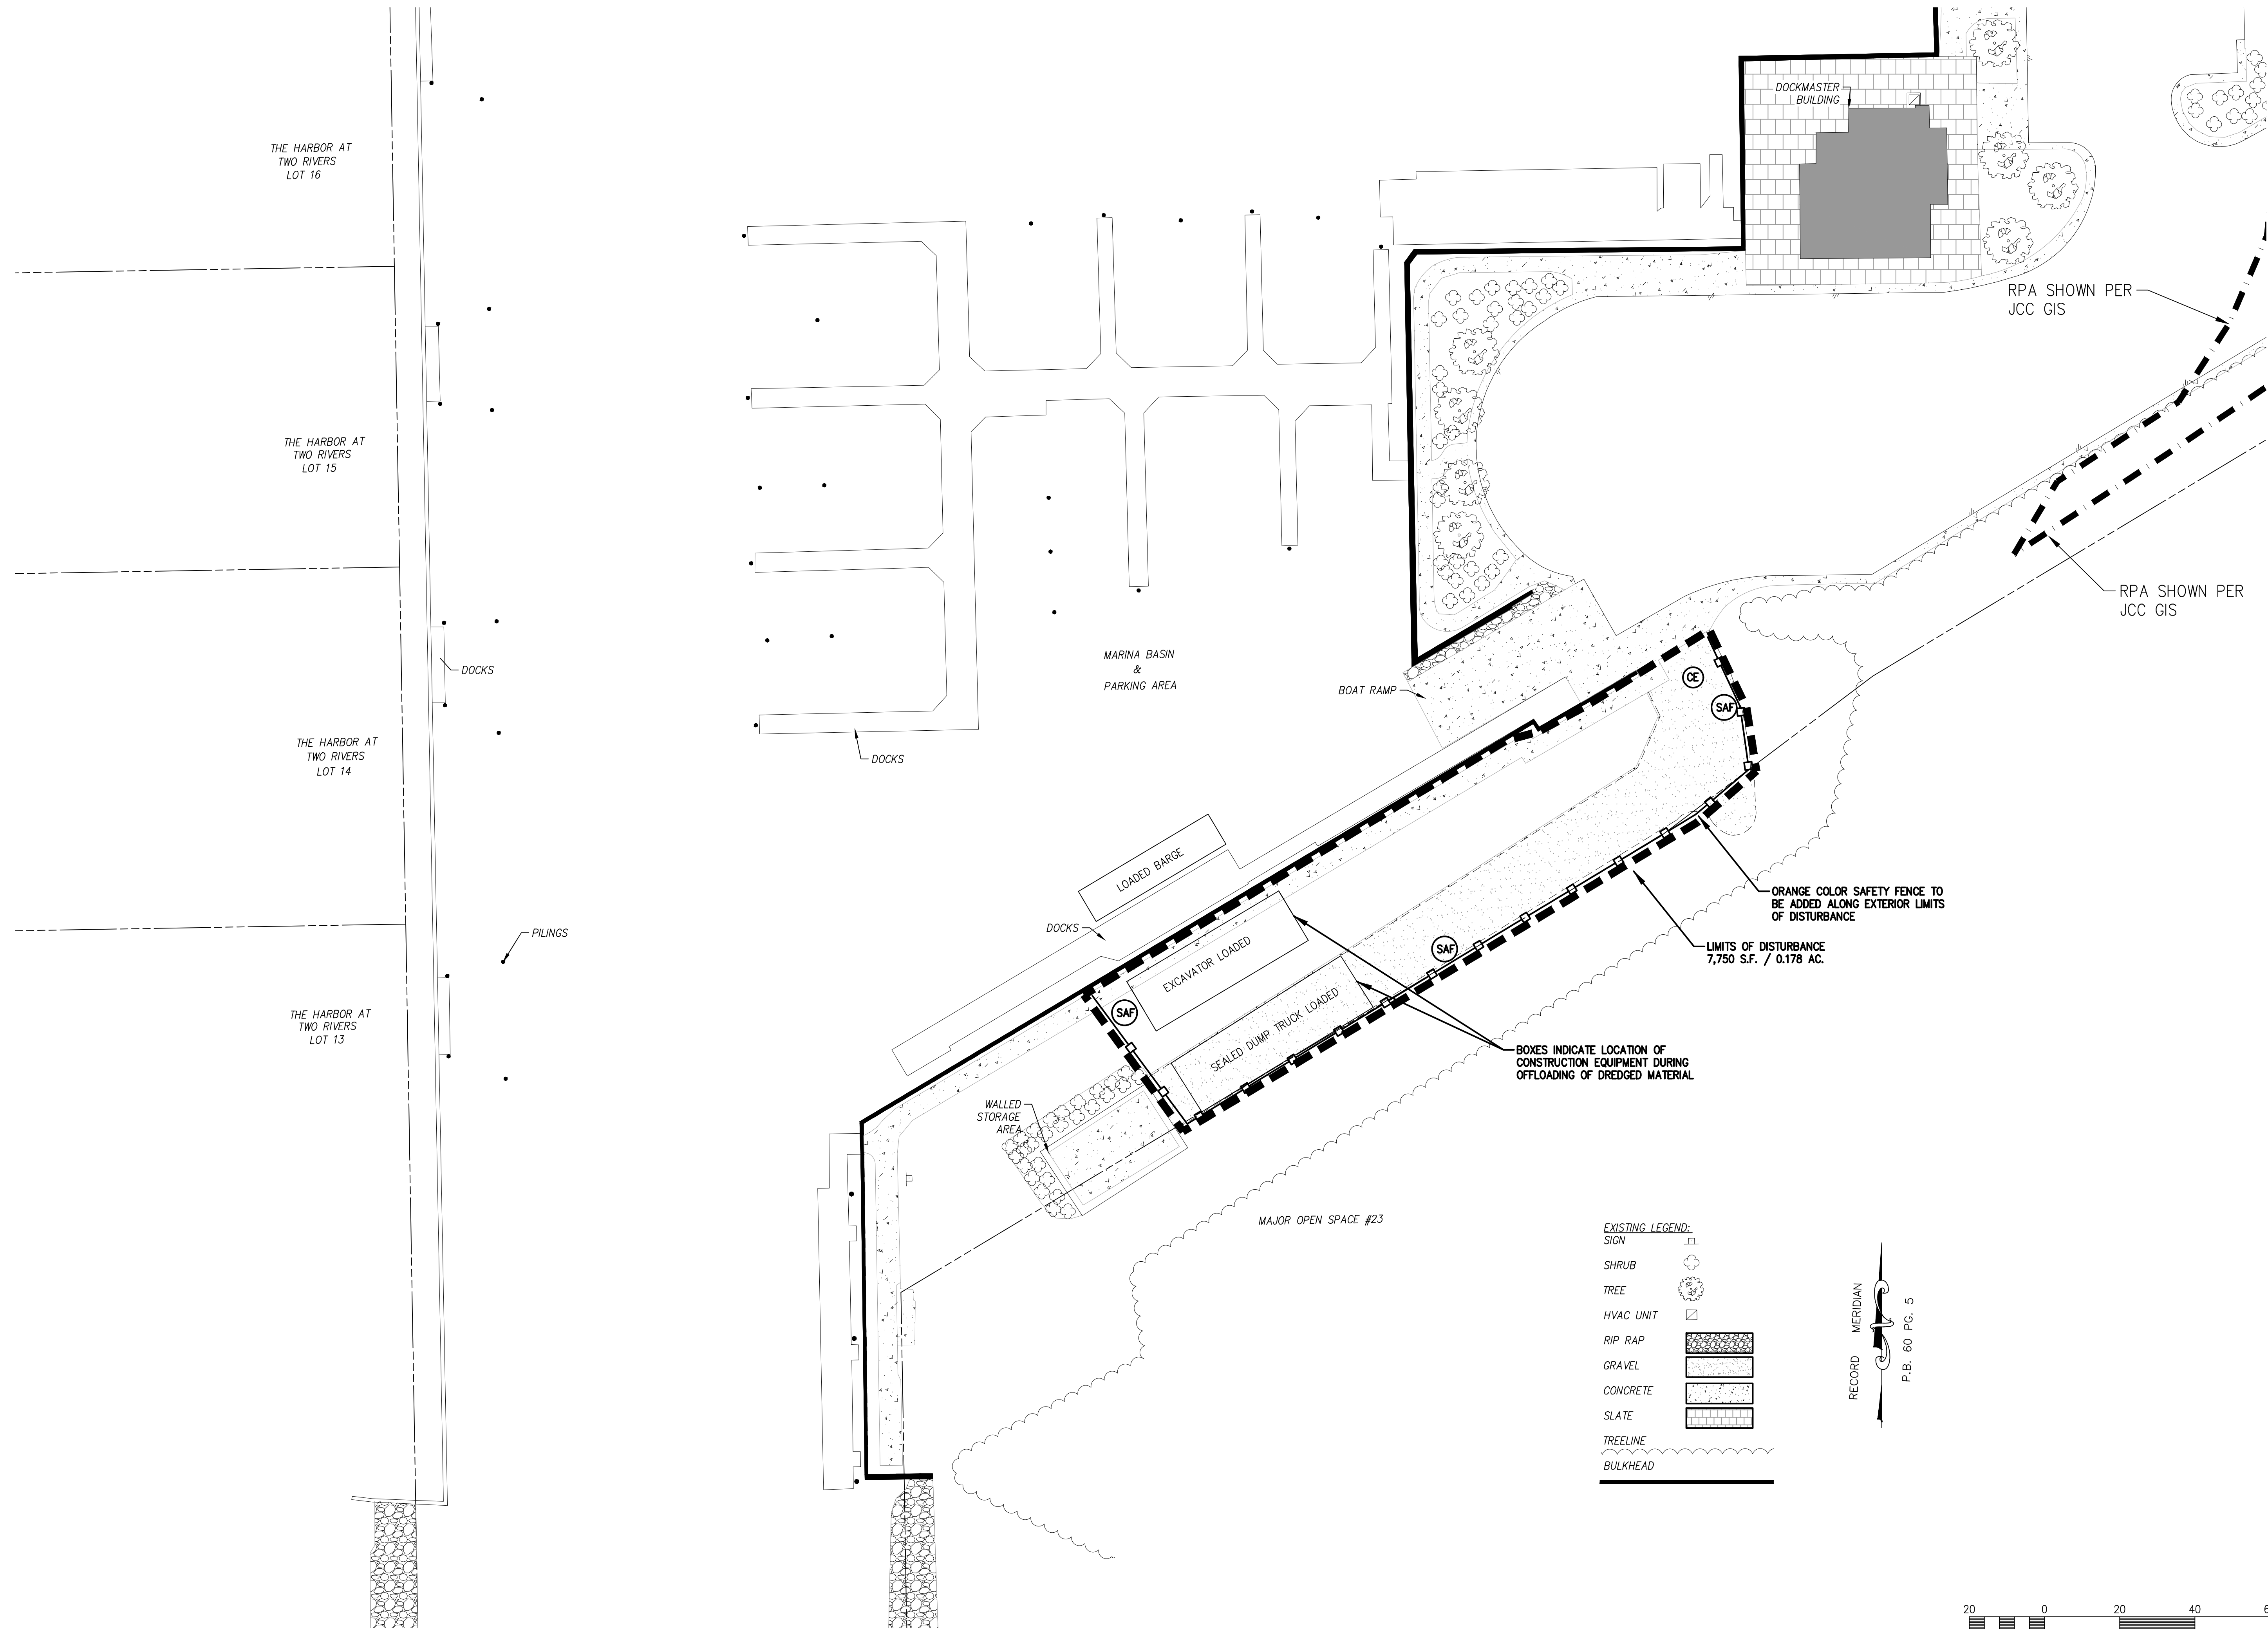 DOCKMASTER
BUILDING
THE HARBOR AT
TWO RIVERS
LOT 16
RPA SHOWN PER
JCC GIS
THE HARBOR AT
TWO RIVERS
LOT 15
RPA SHOWN PER
JCC GIS
DOCKS
MARINA BASIN
&
PARKING AREA
BOAT RAMP
CE
SAF
THE HARBOR AT
TWO RIVERS
LOT 14
DOCKS
LOADED BARGE
ORANGE COLOR SAFETY FENCE TO
BE ADDED ALONG EXTERIOR LIMITS
OF DISTURBANCE
PILINGS
DOCKS
EXCAVATOR LOADED
SAF
LIMITS OF DISTURBANCE
7,750 S.F. / 0.178 AC.
THE HARBOR AT
TWO RIVERS
LOT 13
SAF
SEALED DUMP TRUCK LOADED
BOXES INDICATE LOCATION OF
CONSTRUCTION EQUIPMENT DURING
OFFLOADING OF DREDGED MATERIAL
WALLED
STORAGE
AREA
MAJOR OPEN SPACE #23
EXISTING LEGEND:
SIGN
SHRUB
TREE
HVAC UNIT
RIP RAP
GRAVEL
CONCRETE
SLATE
TREELINE
BULKHEAD
RECORD MERIDIAN
P.B. 60 PG. 5
20 0 20 40